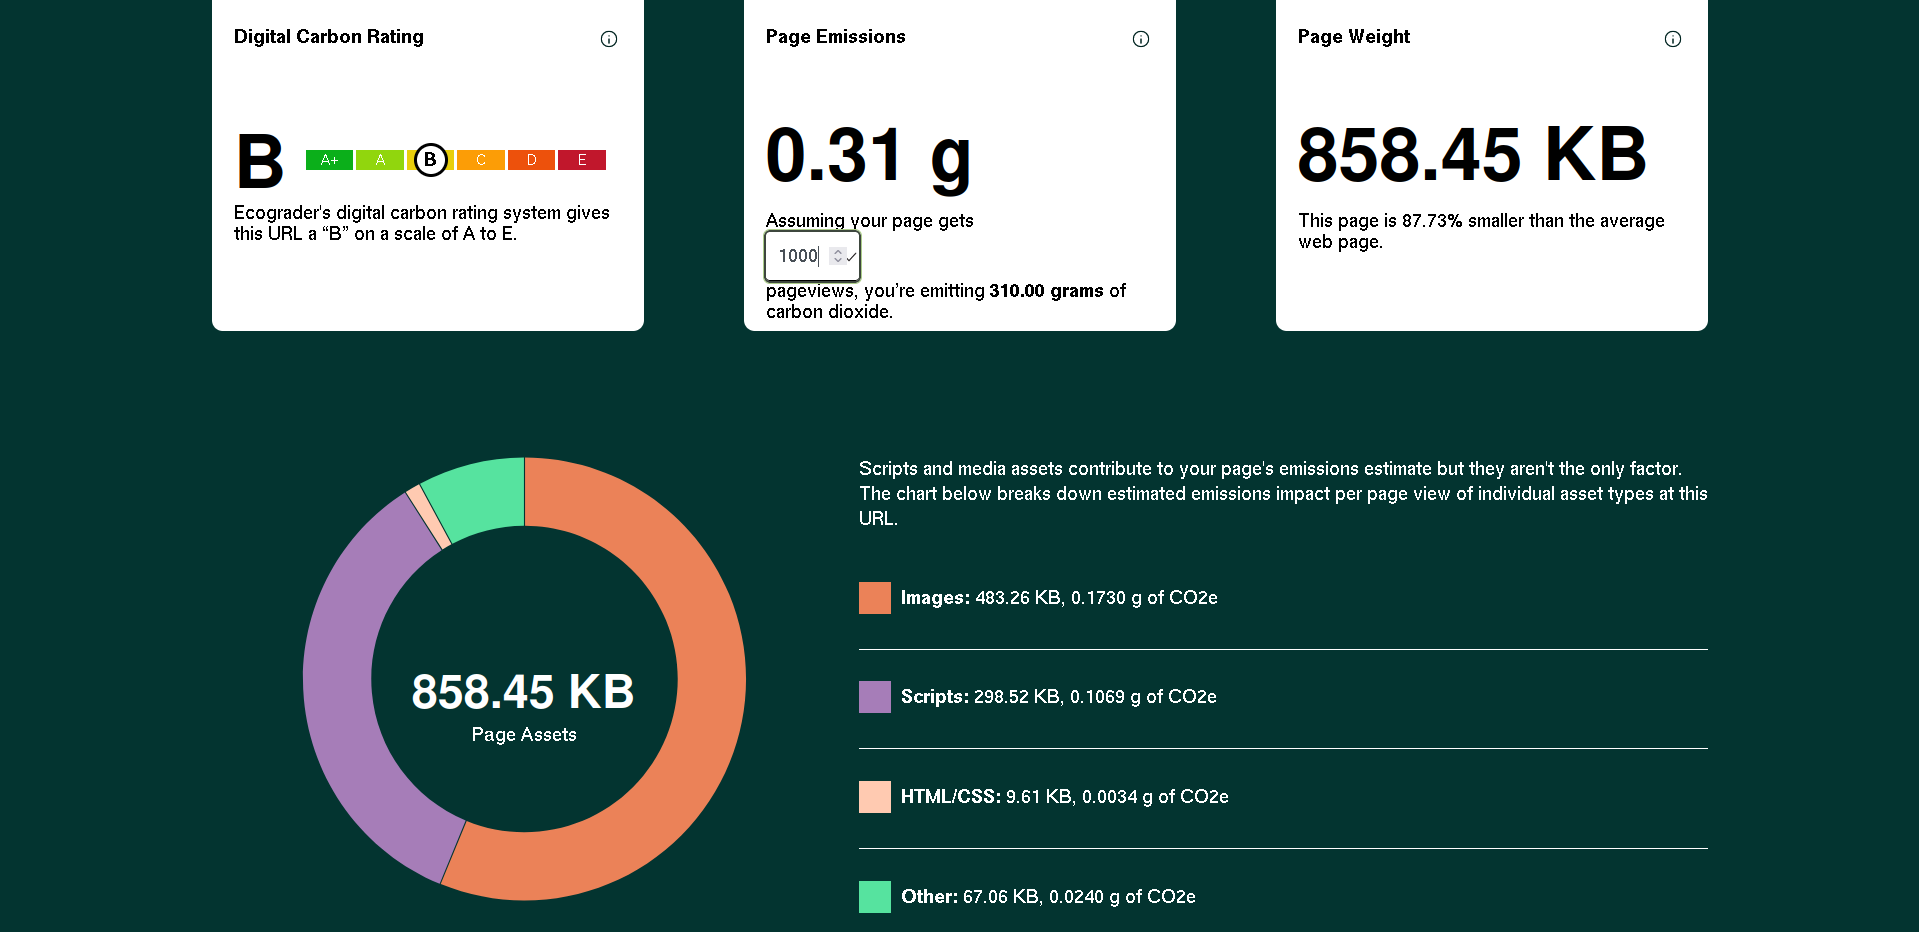 Digital Carbon Rating
B
A+ A B C D E
Ecograder's digital carbon rating system gives
this URL a “B” on a scale of A to E.
Page Emissions
0.31 g
Assuming your page gets
1000
pageviews, you’re emitting 310.00 grams of
carbon dioxide.
Page Weight
858.45 KB
This page is 87.73% smaller than the average
web page.
858.45 KB
Page Assets
Scripts and media assets contribute to your page's emissions estimate but they aren't the only factor.
The chart below breaks down estimated emissions impact per page view of individual asset types at this
URL.
Images: 483.26 KB, 0.1730 g of CO2e
Scripts: 298.52 KB, 0.1069 g of CO2e
HTML/CSS: 9.61 KB, 0.0034 g of CO2e
Other: 67.06 KB, 0.0240 g of CO2e